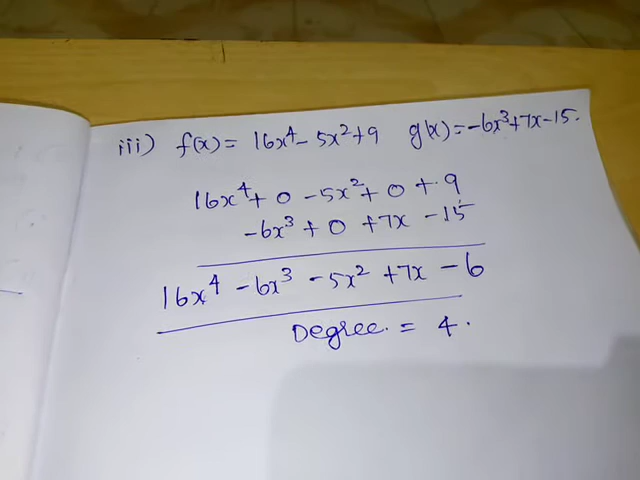 iii) f(x) = 16x⁴ - 5x² + 9 g(x) = -6x³ + 7x - 15.
16x⁴ + 0 - 5x² + 0 + 9
-6x³ + 0 + 7x - 15
16x⁴ - 6x³ - 5x² + 7x - 6
Degree. = 4.